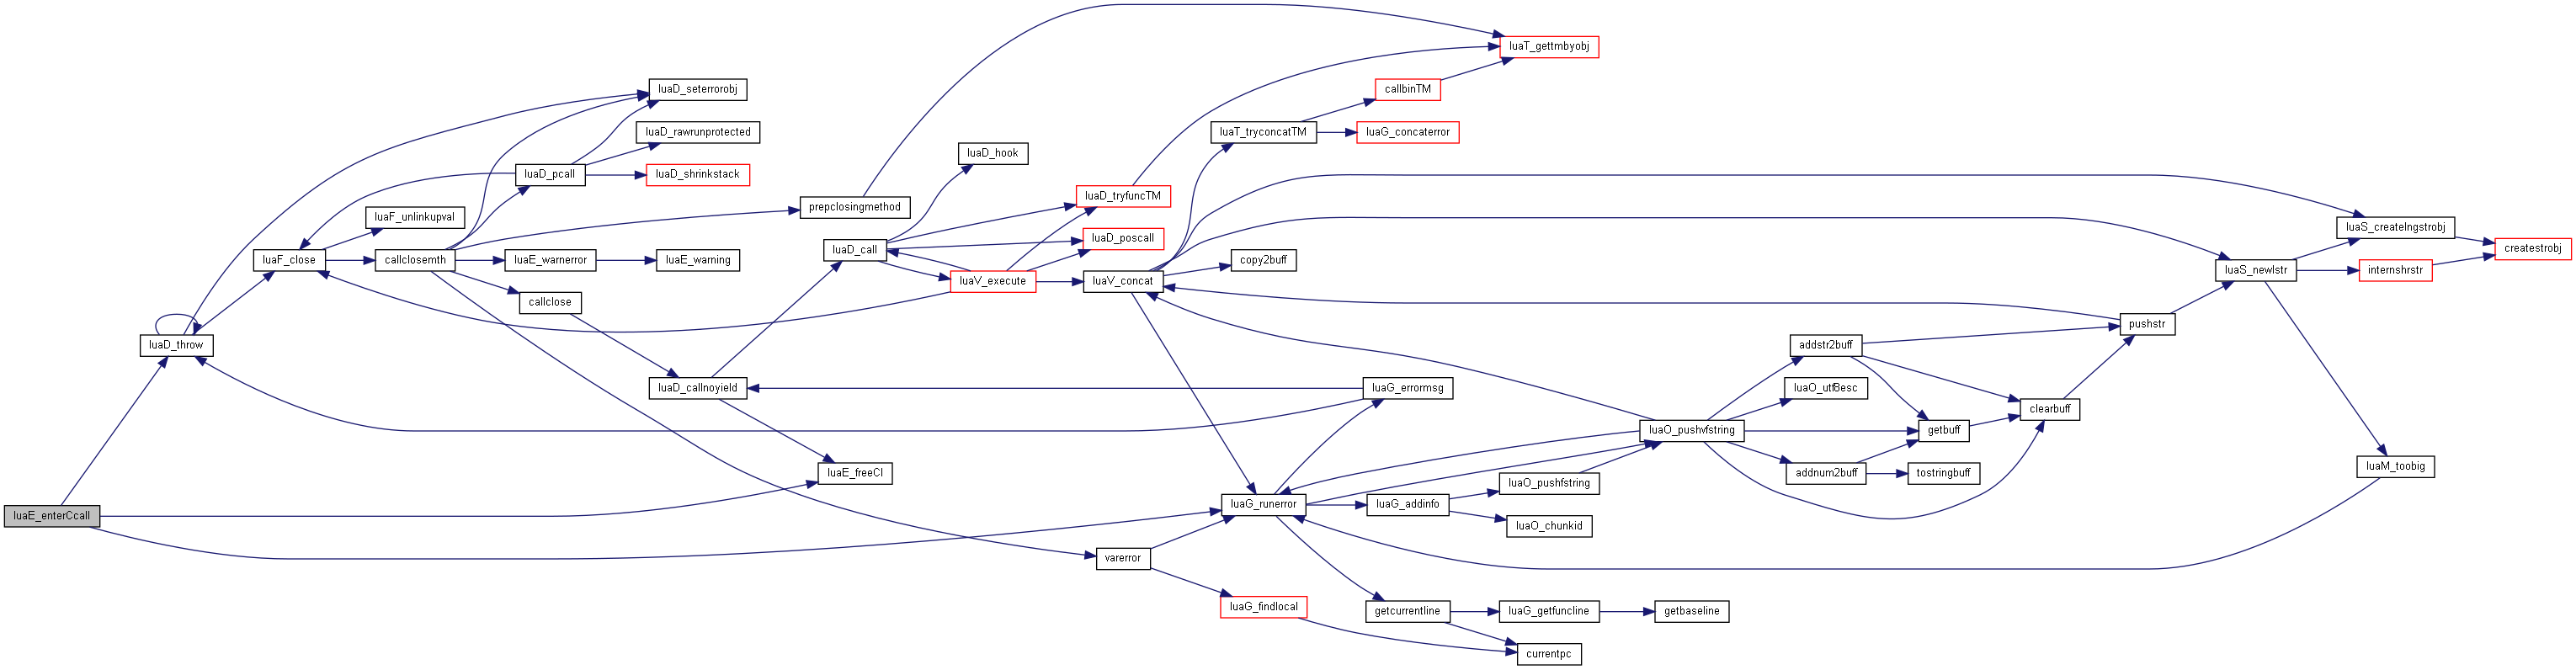 luaT_gettmbyobj
luaD_seterrorobj
callbinTM
luaD_rawrunprotected
luaT_tryconcatTM
luaG_concaterror
luaD_hook
luaD_pcall
luaD_shrinkstack
luaD_tryfuncTM
prepclosingmethod
luaF_unlinkupval
luaS_createlngstrobj
luaD_poscall
luaD_call
createstrobj
luaF_close
callclosemth
luaE_warnerror
luaE_warning
copy2buff
luaS_newlstr
internshrstr
luaV_execute
luaV_concat
callclose
pushstr
luaD_throw
addstr2buff
luaD_callnoyield
luaG_errormsg
luaO_utf8esc
clearbuff
luaO_pushvfstring
getbuff
luaM_toobig
luaE_freeCI
addnum2buff
tostringbuff
luaO_pushfstring
luaG_runerror
luaG_addinfo
luaE_enterCcall
luaO_chunkid
varerror
luaG_findlocal
getcurrentline
luaG_getfuncline
getbaseline
currentpc